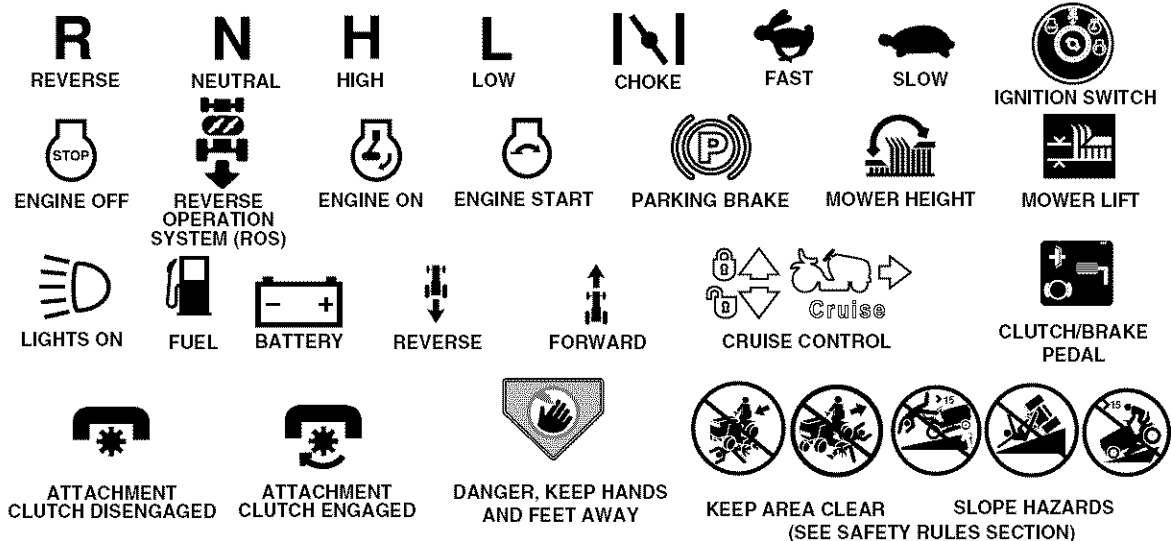 R N H L
REVERSE NEUTRAL HIGH LOW CHOKE FAST SLOW
IGNITION SWITCH
STOP P
ENGINE OFF REVERSE ENGINE ON ENGINE START PARKING BRAKE MOWER HEIGHT MOWER LIFT
OPERATION
SYSTEM (ROS)
Cruise
LIGHTS ON FUEL BATTERY REVERSE FORWARD CRUISE CONTROL CLUTCH/BRAKE
PEDAL
15 15
ATTACHMENT ATTACHMENT DANGER, KEEP HANDS KEEP AREA CLEAR SLOPE HAZARDS
CLUTCH DISENGAGED CLUTCH ENGAGED AND FEET AWAY (SEE SAFETY RULES SECTION)